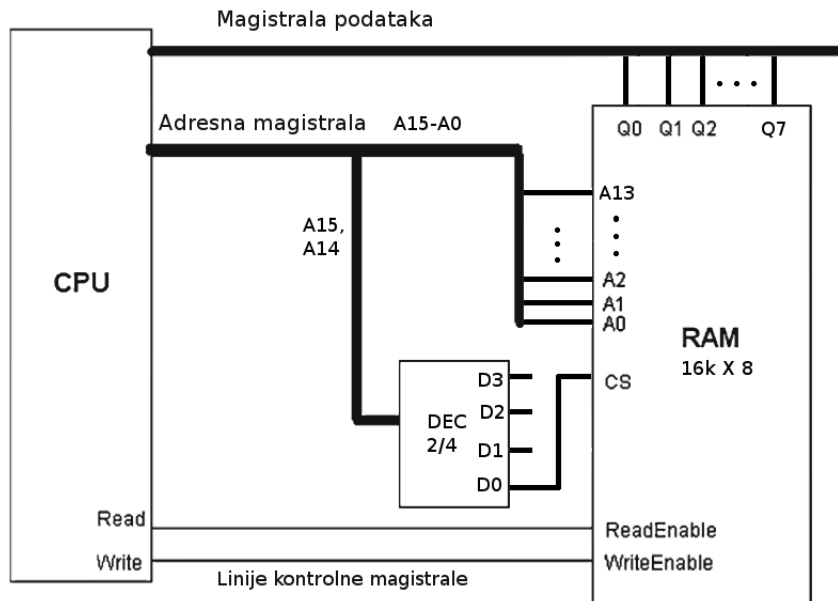 Magistrala podataka
Q0 Q1 Q2 ... Q7
Adresna magistrala A15-A0
A13
A15,
A14
CPU
A2
A1
A0
RAM
16k X 8
CS
D3
D2
DEC
2/4
D1
D0
Read
ReadEnable
Write
WriteEnable
Linije kontrolne magistrale